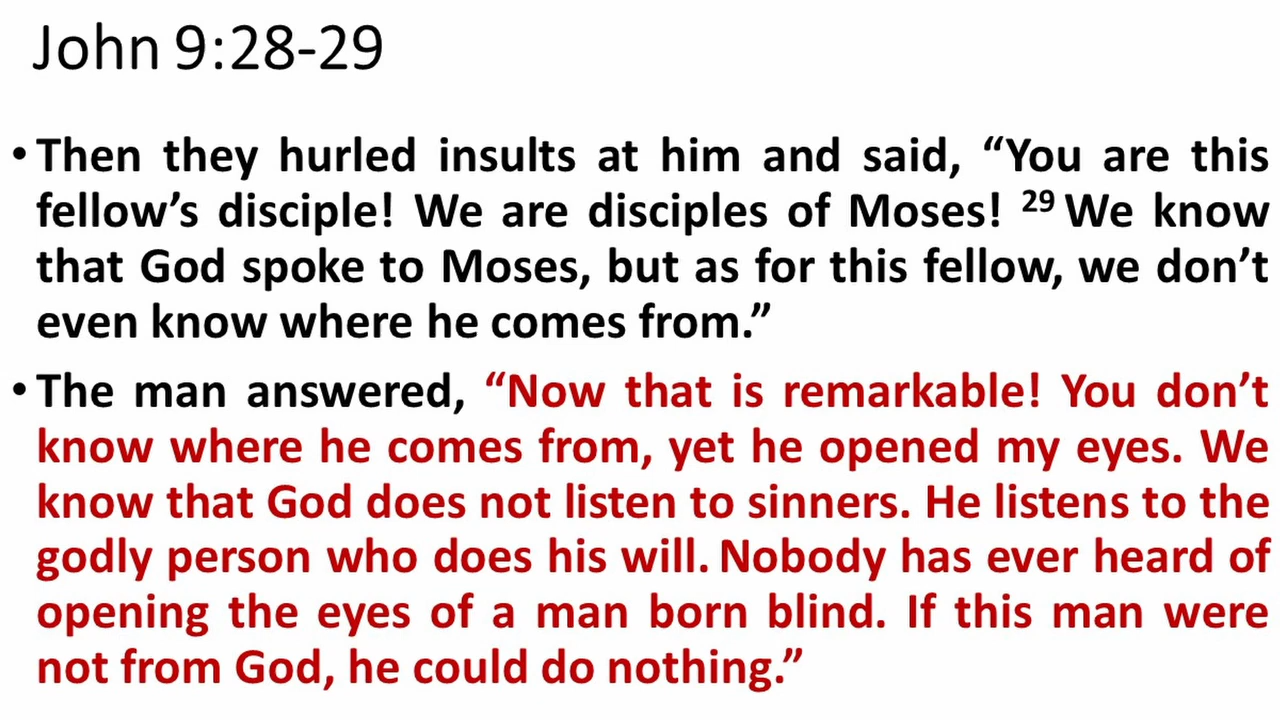 John 9:28-29
• Then they hurled insults at him and said, “You are this
fellow’s disciple! We are disciples of Moses! 29 We know
that God spoke to Moses, but as for this fellow, we don’t
even know where he comes from.”
• The man answered, “Now that is remarkable! You don’t
know where he comes from, yet he opened my eyes. We
know that God does not listen to sinners. He listens to the
godly person who does his will. Nobody has ever heard of
opening the eyes of a man born blind. If this man were
not from God, he could do nothing.”